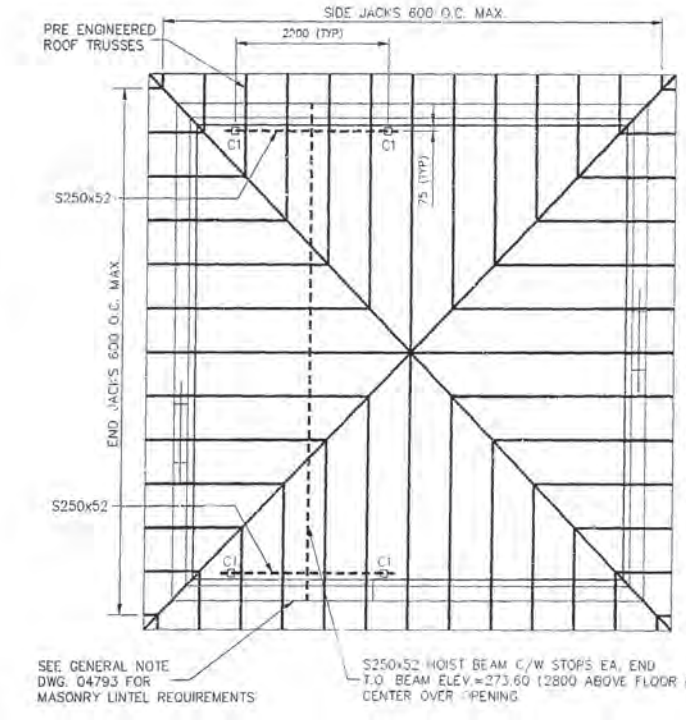 SIDE JACKS 600 O.C. MAX.
PRE ENGINEERED
ROOF TRUSSES
2200 (TYP)
C1
C1
75 (TYP)
S250x52
END JACKS 600 O.C. MAX.
S250x52
C1
C1
SEE GENERAL NOTE
DWG. 04793 FOR
MASONRY LINTEL REQUIREMENTS
S250x52 HOIST BEAM C/W STOPS EA. END
T.O. BEAM ELEV.=273.60 (2800 ABOVE FLOOR
CENTER OVER OPENING